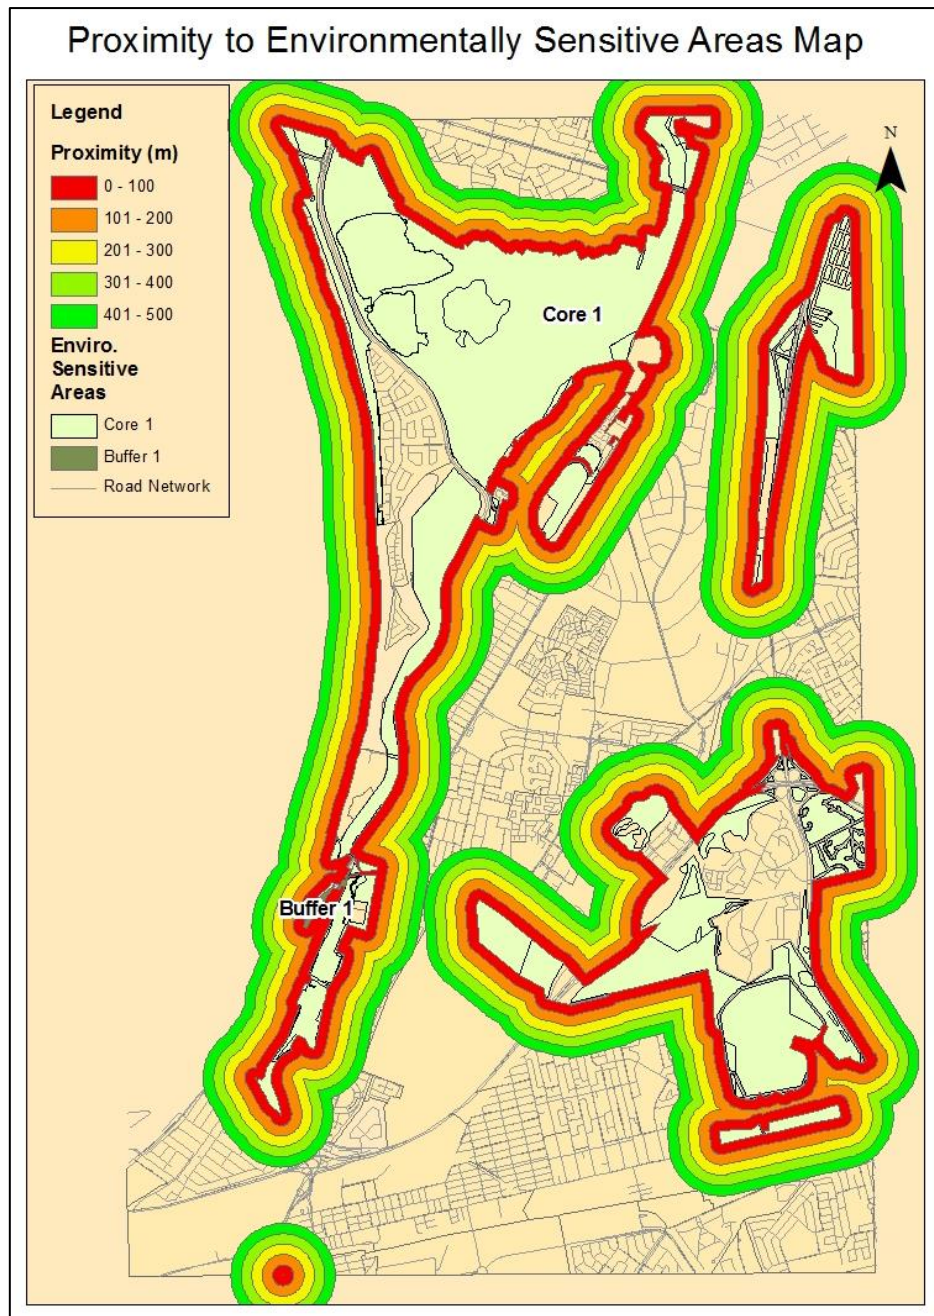 Proximity to Environmentally Sensitive Areas Map
Legend
Proximity (m)
0 - 100
101 - 200
201 - 300
301 - 400
401 - 500
Enviro.
Sensitive
Areas
Core 1
Buffer 1
Road Network
N
Core 1
Buffer 1